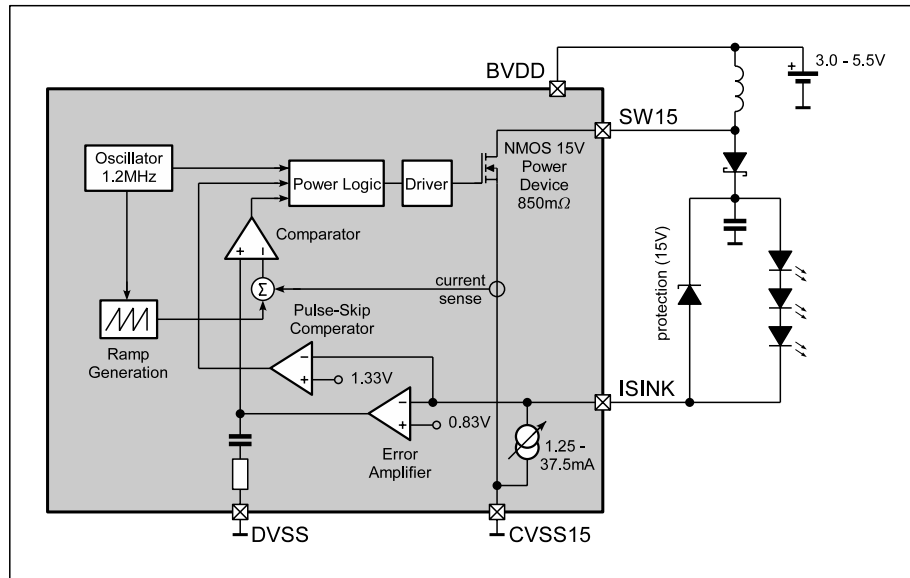 3.0 - 5.5V
BVDD
SW15
Oscillator
1.2MHz
Power Logic
Driver
NMOS 15V
Power
Device
850mΩ
Comparator
+ −
Σ
current
sense
Pulse-Skip
Comperator
Ramp
Generation
−
+
1.33V
protection (15V)
ISINK
−
+
0.83V
Error
Amplifier
1.25 -
37.5mA
DVSS
CVSS15
+